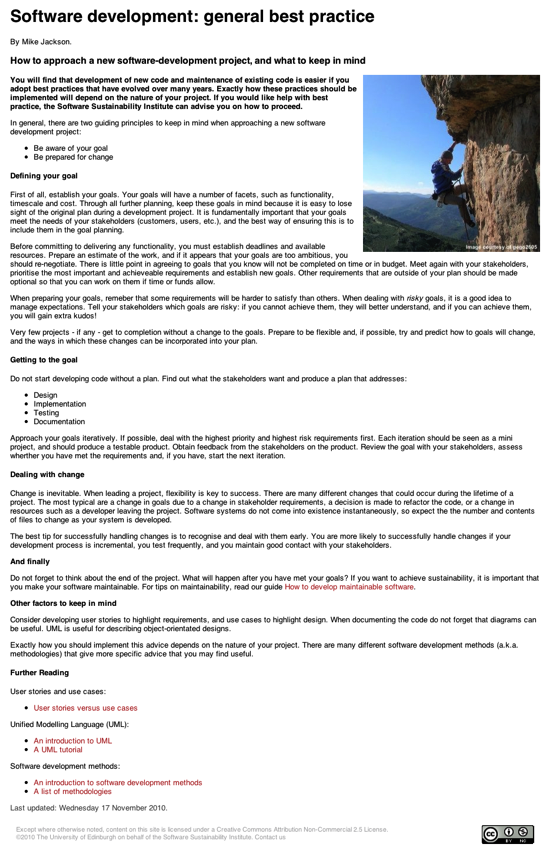 Software development: general best practice
By Mike Jackson.
How to approach a new software-development project, and what to keep in mind
You will find that development of new code and maintenance of existing code is easier if you
adopt best practices that have evolved over many years. Exactly how these practices should be
implemented will depend on the nature of your project. If you would like help with best
practice, the Software Sustainability Institute can advise you on how to proceed.
In general, there are two guiding principles to keep in mind when approaching a new software
development project:
Be aware of your goal
Be prepared for change
Defining your goal
First of all, establish your goals. Your goals will have a number of facets, such as functionality,
timescale and cost. Through all further planning, keep these goals in mind because it is easy to lose
sight of the original plan during a development project. It is fundamentally important that your goals
meet the needs of your stakeholders (customers, users, etc.), and the best way of ensuring this is to
include them in the goal planning.
Image courtesy of pego2605
Before committing to delivering any functionality, you must establish deadlines and available
resources. Prepare an estimate of the work, and if it appears that your goals are too ambitious, you
should re-negotiate. There is little point in agreeing to goals that you know will not be completed on time or in budget. Meet again with your stakeholders,
prioritise the most important and achieveable requirements and establish new goals. Other requirements that are outside of your plan should be made
optional so that you can work on them if time or funds allow.
When preparing your goals, remeber that some requirements will be harder to satisfy than others. When dealing with risky goals, it is a good idea to
manage expectations. Tell your stakeholders which goals are risky: if you cannot achieve them, they will better understand, and if you can achieve them,
you will gain extra kudos!
Very few projects - if any - get to completion without a change to the goals. Prepare to be flexible and, if possible, try and predict how to goals will change,
and the ways in which these changes can be incorporated into your plan.
Getting to the goal
Do not start developing code without a plan. Find out what the stakeholders want and produce a plan that addresses:
Design
Implementation
Testing
Documentation
Approach your goals iteratively. If possible, deal with the highest priority and highest risk requirements first. Each iteration should be seen as a mini
project, and should produce a testable product. Obtain feedback from the stakeholders on the product. Review the goal with your stakeholders, assess
wherther you have met the requirements and, if you have, start the next iteration.
Dealing with change
Change is inevitable. When leading a project, flexibility is key to success. There are many different changes that could occur during the lifetime of a
project. The most typical are a change in goals due to a change in stakeholder requirements, a decision is made to refactor the code, or a change in
resources such as a developer leaving the project. Software systems do not come into existence instantaneously, so expect the the number and contents
of files to change as your system is developed.
The best tip for successfully handling changes is to recognise and deal with them early. You are more likely to successfully handle changes if your
development process is incremental, you test frequently, and you maintain good contact with your stakeholders.
And finally
Do not forget to think about the end of the project. What will happen after you have met your goals? If you want to achieve sustainability, it is important that
you make your software maintainable. For tips on maintainability, read our guide How to develop maintainable software.
Other factors to keep in mind
Consider developing user stories to highlight requirements, and use cases to highlight design. When documenting the code do not forget that diagrams can
be useful. UML is useful for describing object-orientated designs.
Exactly how you should implement this advice depends on the nature of your project. There are many different software development methods (a.k.a.
methodologies) that give more specific advice that you may find useful.
Further Reading
User stories and use cases:
User stories versus use cases
Unified Modelling Language (UML):
An introduction to UML
A UML tutorial
Software development methods:
An introduction to software development methods
A list of methodologies
Last updated: Wednesday 17 November 2010.
Except where otherwise noted, content on this site is licensed under a Creative Commons Attribution Non-Commercial 2.5 License.
©2010 The University of Edinburgh on behalf of the Software Sustainability Institute. Contact us
cc BY NC